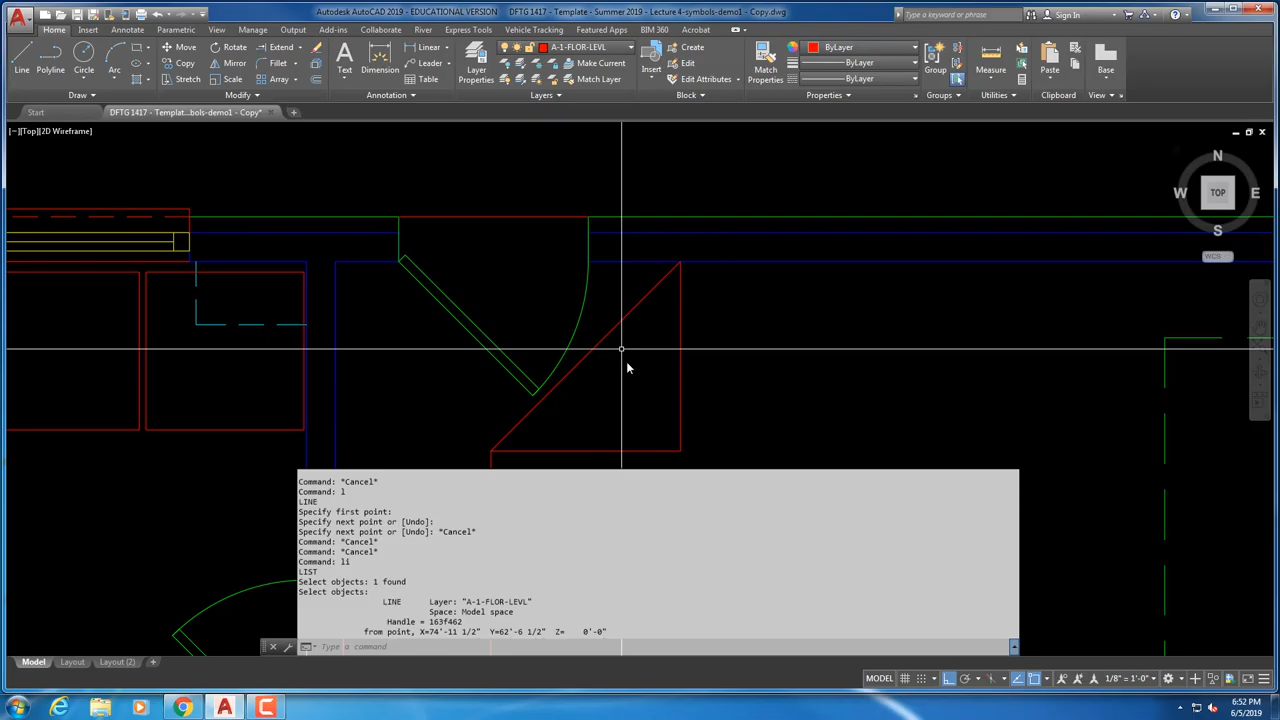 Autodesk AutoCAD 2019 - EDUCATIONAL VERSION DFTG 1417 - Template - Summer 2019 - Lecture 4-symbols-demo1 - Copy.dwg
Type a keyword or phrase
Sign In
Home Insert Annotate Parametric View Manage Output Add-ins Collaborate River Express Tools Vehicle Tracking Featured Apps BIM 360 Acrobat
Line Polyline Circle Arc
Move Rotate Extend
Copy Mirror Fillet
Stretch Scale Array
Text Dimension
Linear
Leader
Table
Layer Properties
A-1-FLOR-LEVL
Make Current
Match Layer
Insert
Create
Edit
Edit Attributes
Match Properties
ByLayer
ByLayer
ByLayer
Group
Measure
Paste
Base
Draw Modify Annotation Layers Block Properties Groups Utilities Clipboard View
Start DFTG 1417 - Templat...bols-demo1 - Copy*
[−][Top][2D Wireframe]
N
W TOP E
S
WCS
Command: *Cancel*
Command: l
LINE
Specify first point:
Specify next point or [Undo]:
Specify next point or [Undo]: *Cancel*
Command: *Cancel*
Command: *Cancel*
Command: li
LIST
Select objects: 1 found
Select objects:
LINE Layer: "A-1-FLOR-LEVL"
Space: Model space
Handle = 163f462
from point, X=74'-11 1/2" Y=62'-6 1/2" Z= 0'-0"
Type a command
Model Layout Layout (2)
MODEL
1/8" = 1'-0"
6:52 PM
6/5/2019